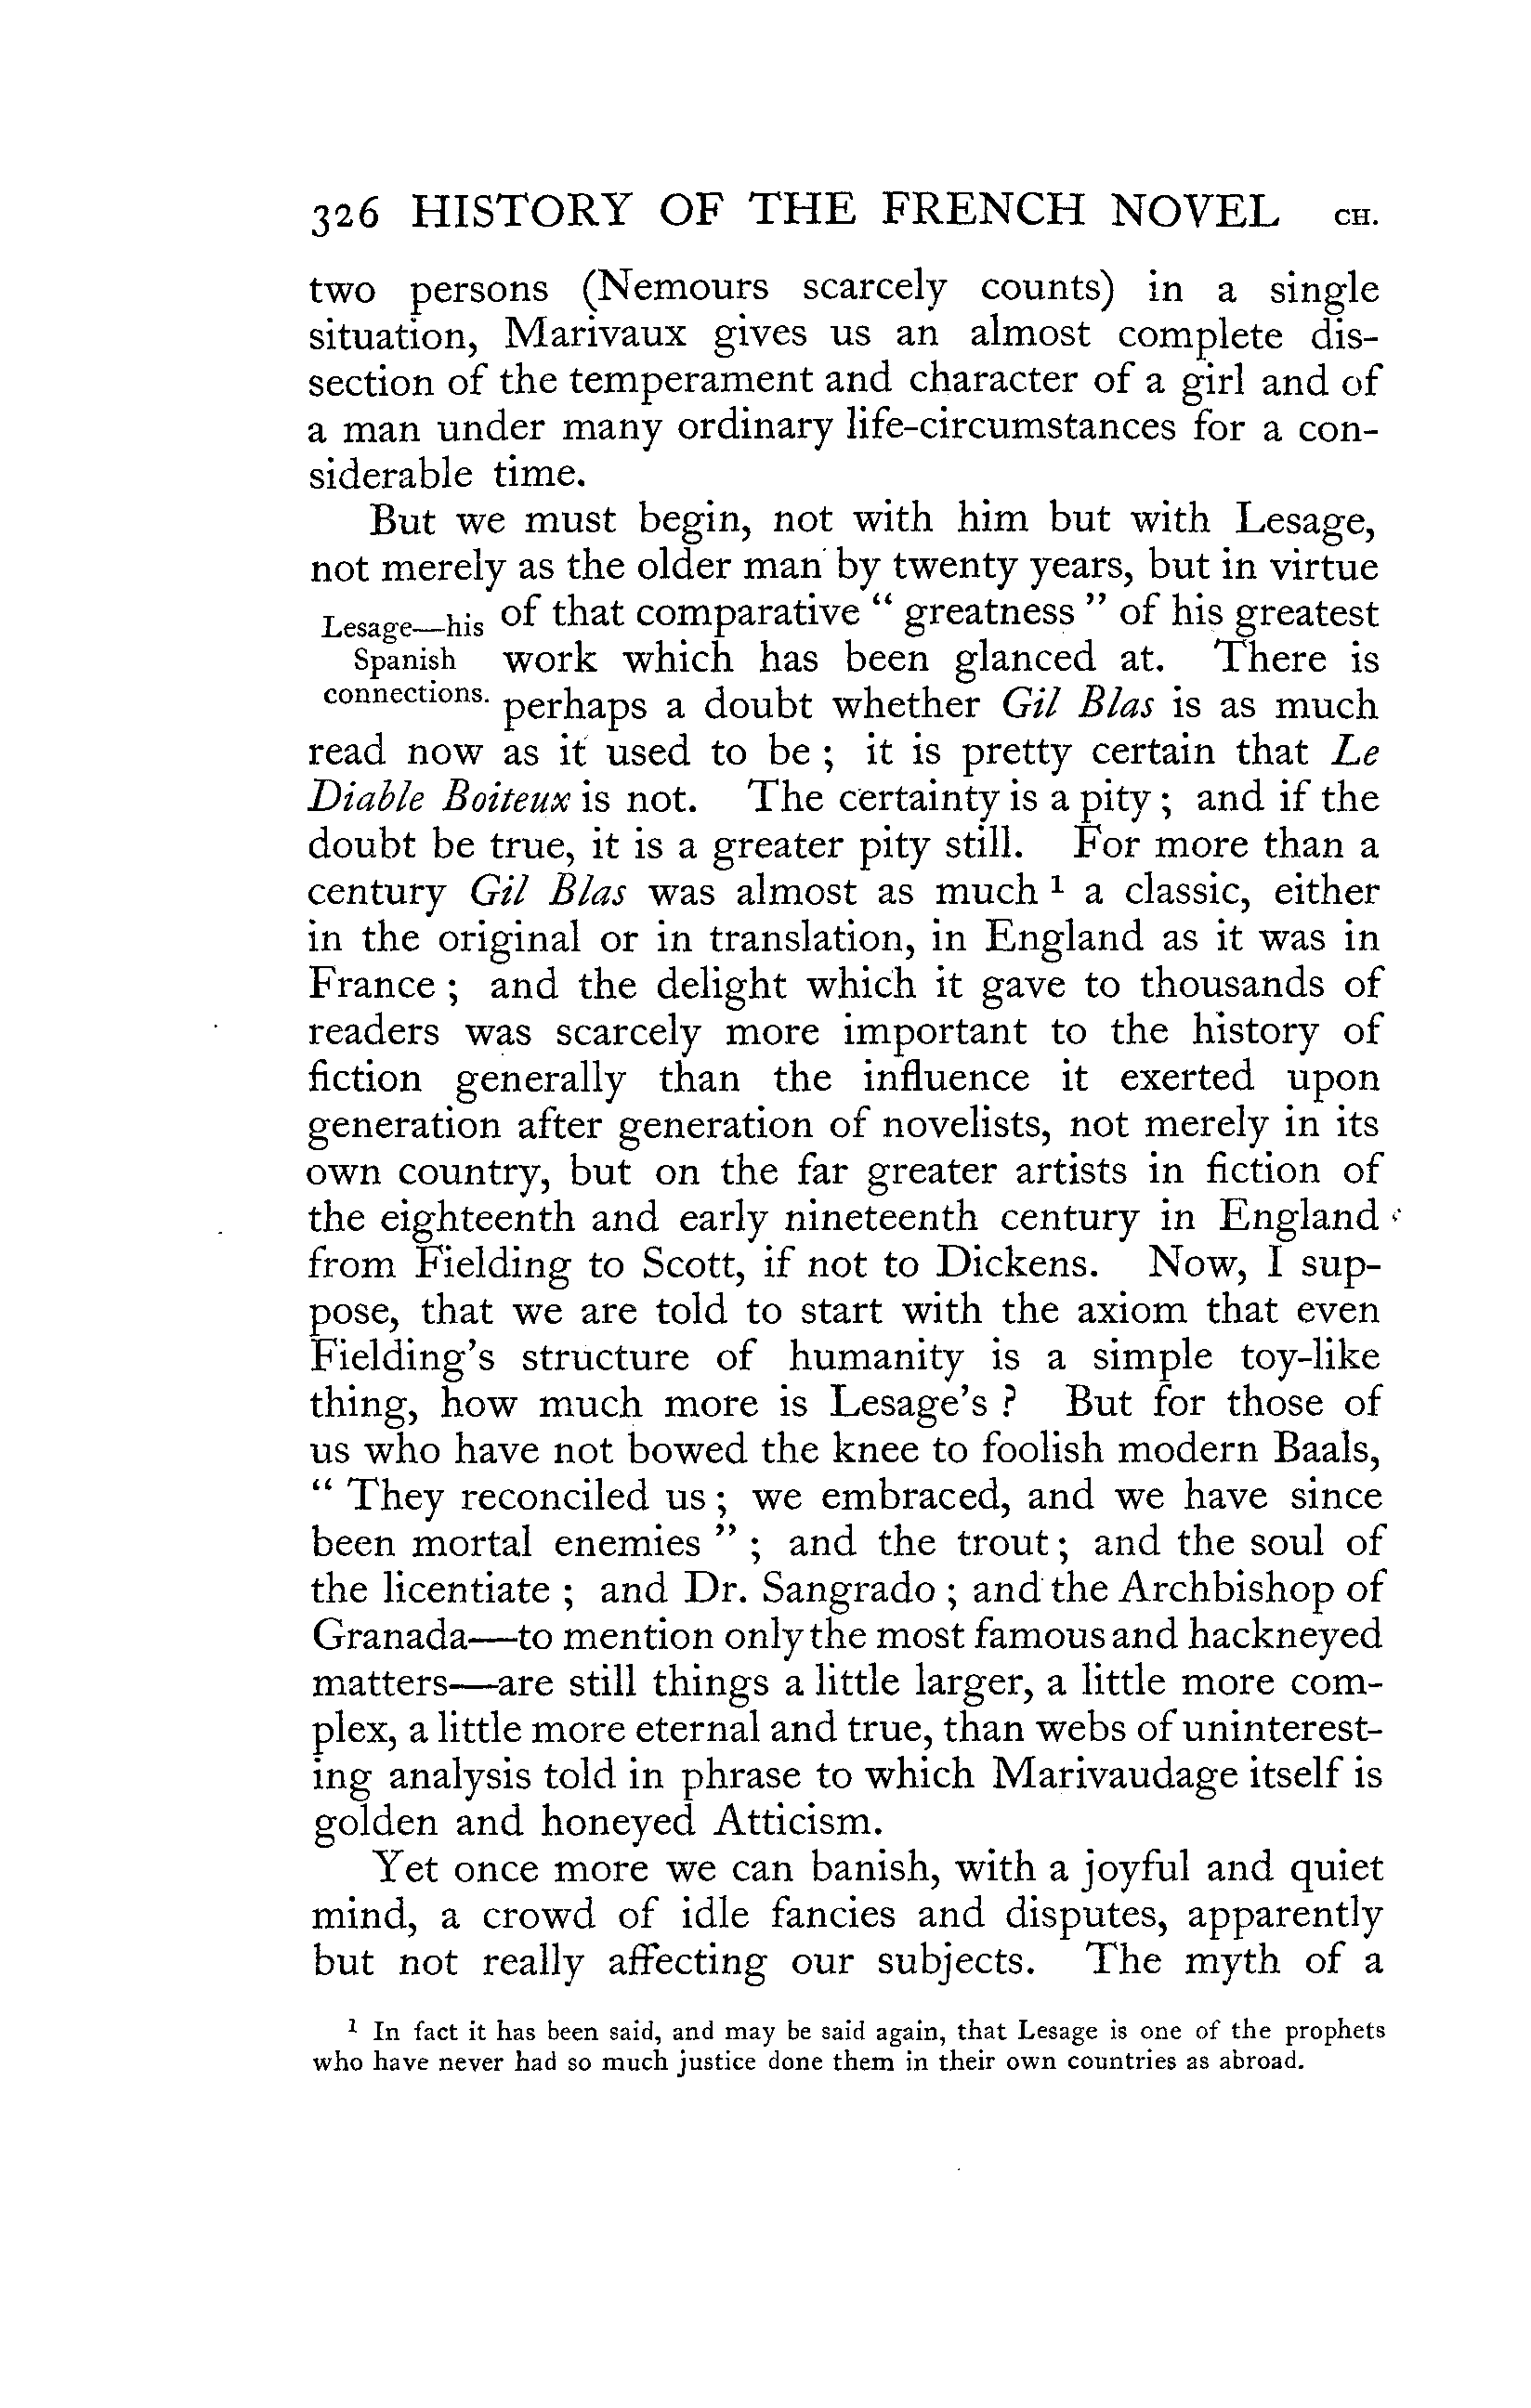 326 HISTORY OF THE FRENCH NOVEL CH.
two persons (Nemours scarcely counts) in a single
situation, Marivaux gives us an almost complete dis-
section of the temperament and character of a girl and of
a man under many ordinary life-circumstances for a con-
siderable time.
But we must begin, not with him but with Lesage,
not merely as the older man by twenty years, but in virtue
Lesage—his
Spanish
connections.
of that comparative “ greatness ” of his greatest
work which has been glanced at. There is
perhaps a doubt whether Gil Blas is as much
read now as it used to be ; it is pretty certain that Le
Diable Boiteux is not. The certainty is a pity ; and if the
doubt be true, it is a greater pity still. For more than a
century Gil Blas was almost as much ¹ a classic, either
in the original or in translation, in England as it was in
France ; and the delight which it gave to thousands of
readers was scarcely more important to the history of
fiction generally than the influence it exerted upon
generation after generation of novelists, not merely in its
own country, but on the far greater artists in fiction of
the eighteenth and early nineteenth century in England
from Fielding to Scott, if not to Dickens. Now, I sup-
pose, that we are told to start with the axiom that even
Fielding’s structure of humanity is a simple toy-like
thing, how much more is Lesage’s ? But for those of
us who have not bowed the knee to foolish modern Baals,
“ They reconciled us ; we embraced, and we have since
been mortal enemies ” ; and the trout ; and the soul of
the licentiate ; and Dr. Sangrado ; and the Archbishop of
Granada—to mention only the most famous and hackneyed
matters—are still things a little larger, a little more com-
plex, a little more eternal and true, than webs of uninterest-
ing analysis told in phrase to which Marivaudage itself is
golden and honeyed Atticism.
Yet once more we can banish, with a joyful and quiet
mind, a crowd of idle fancies and disputes, apparently
but not really affecting our subjects. The myth of a
¹ In fact it has been said, and may be said again, that Lesage is one of the prophets
who have never had so much justice done them in their own countries as abroad.